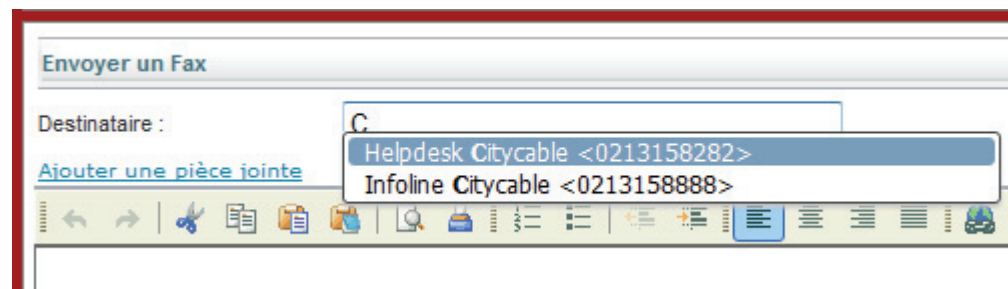 Envoyer un Fax
Destinataire :
C
Helpdesk Citycable <0213158282>
Ajouter une pièce jointe
Infoline Citycable <0213158888>